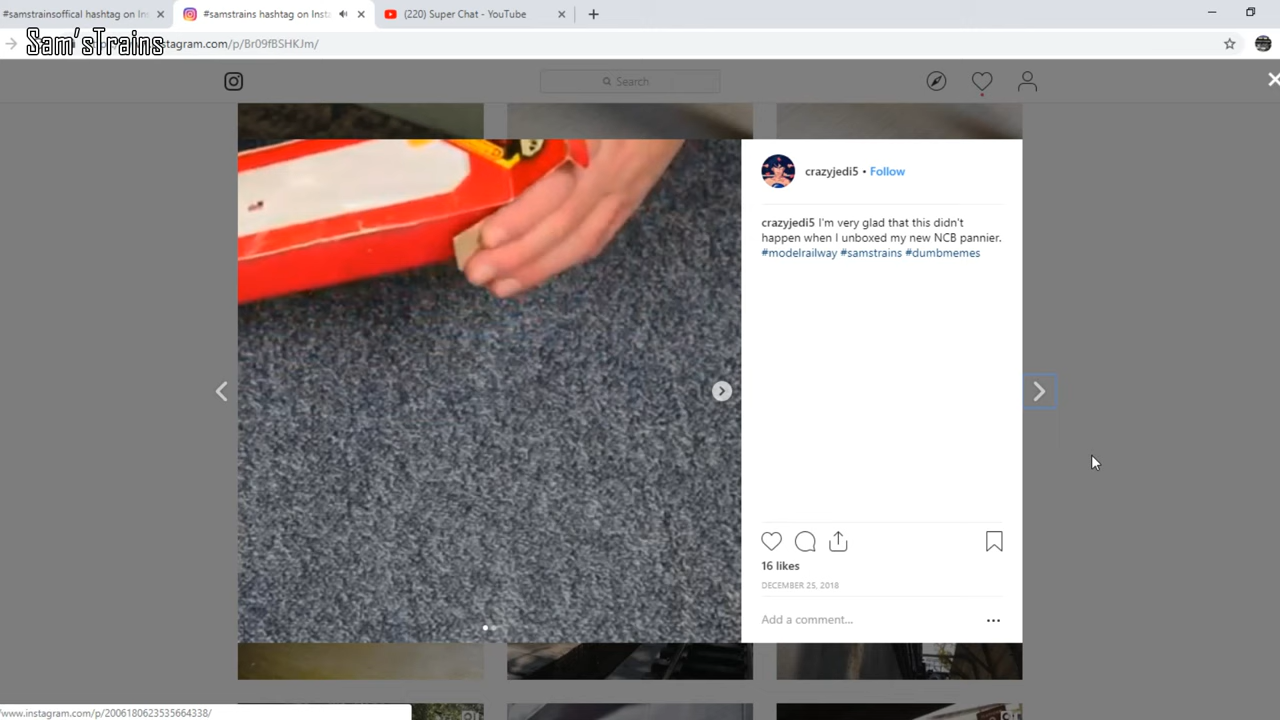 #samstrainsoffical hashtag on In
#samstrains hashtag on Insta
(220) Super Chat - YouTube
Sam'sTrains
stagram.com/p/Br09fBSHKJm/
Search
crazyjedi5 • Follow
crazyjedi5 I'm very glad that this didn't
happen when I unboxed my new NCB pannier.
#modelrailway #samstrains #dumbmemes
16 likes
DECEMBER 25, 2018
Add a comment...
/www.instagram.com/p/2006180623535664338/